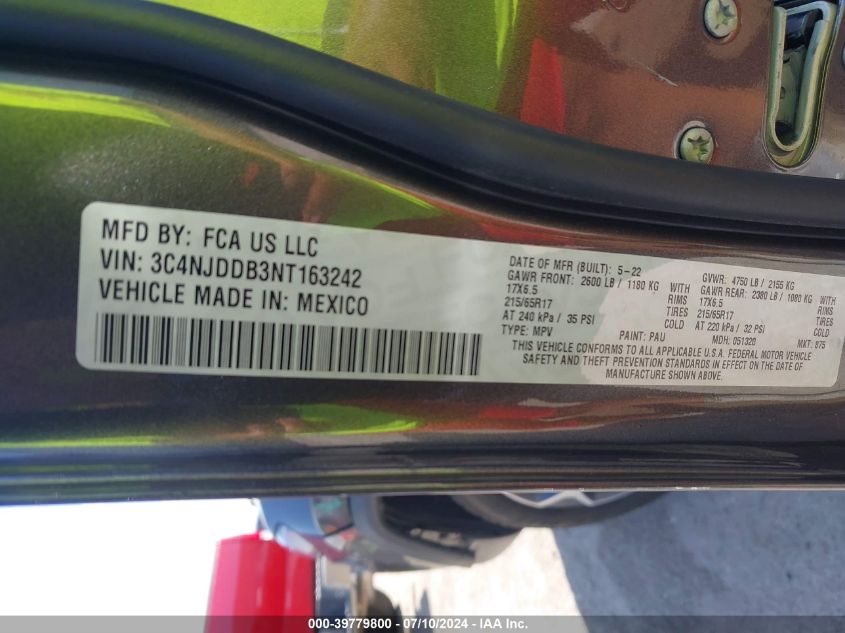 MFD BY: FCA US LLC
VIN: 3C4NJDDB3NT163242
VEHICLE MADE IN: MEXICO
DATE OF MFR (BUILT): 5-22 GVWR: 4750 LB / 2155 KG
GAWR FRONT: 2600 LB / 1180 KG WITH GAWR REAR: 2380 LB / 1080 KG WITH
17X6.5 RIMS 17X6.5 RIMS
215/65R17 TIRES 215/65R17 TIRES
AT 240 kPa / 35 PSI COLD AT 220 kPa / 32 PSI COLD
TYPE: MPV PAINT: PAU MDH: 051320 MKT: 875
THIS VEHICLE CONFORMS TO ALL APPLICABLE U.S.A. FEDERAL MOTOR VEHICLE
SAFETY AND THEFT PREVENTION STANDARDS IN EFFECT ON THE DATE OF
MANUFACTURE SHOWN ABOVE.
000-39779800 - 07/10/2024 - IAA Inc.